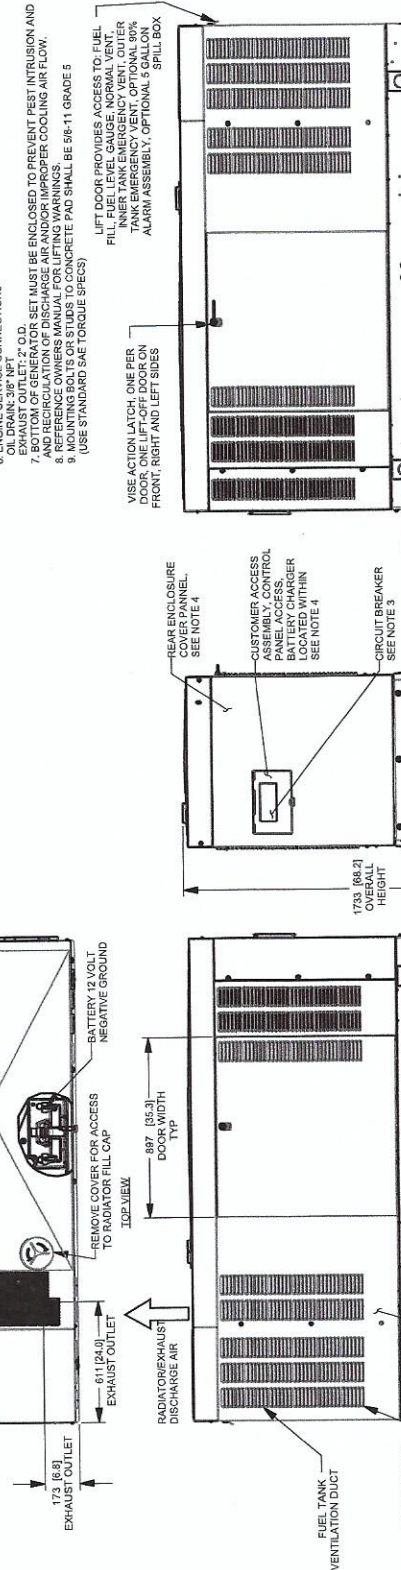 6. ENGINE SERVICE CONNECTIONS
OIL DRAIN: 3/8" NPT
EXHAUST OUTLET: 2" O.D.
7. BOTTOM OF GENERATOR SET MUST BE ENCLOSED TO PREVENT PEST INTRUSION AND
AND RECIRCULATION OF DISCHARGE AIR AND/OR IMPROPER COOLING AIR FLOW.
8. REFERENCE OWNERS MANUAL FOR LIFTING WARNINGS.
9. MOUNTING BOLTS OR STUDS TO CONCRETE PAD SHALL BE 5/8-11 GRADE 5
(USE STANDARD SAE TORQUE SPECS)
173 [6.8]
EXHAUST OUTLET
611 [24.0]
EXHAUST OUTLET
REMOVE COVER FOR ACCESS
TO RADIATOR FILL CAP
TOP VIEW
BATTERY 12 VOLT
NEGATIVE GROUND
REAR ENCLOSURE
COVER PANNEL,
SEE NOTE 4
CUSTOMER ACCESS
ASSEMBLY, CONTROL
PANEL ACCESS,
BATTERY CHARGER
LOCATED WITHIN
SEE NOTE 4
CIRCUIT BREAKER
SEE NOTE 3
VISE ACTION LATCH, ONE PER
DOOR, ONE LIFT-OFF DOOR ON
FRONT, RIGHT AND LEFT SIDES
LIFT DOOR PROVIDES ACCESS TO: FUEL
FILL, FUEL LEVEL GAUGE, NORMAL VENT,
INNER TANK EMERGENCY VENT, OUTER
TANK EMERGENCY VENT, OPTIONAL 90%
ALARM ASSEMBLY, OPTIONAL 5 GALLON
SPILL BOX
RADIATOR/EXHAUST
DISCHARGE AIR
897 [35.3]
DOOR WIDTH
TYP
1733 [68.2]
OVERALL
HEIGHT
FUEL TANK
VENTILATION DUCT